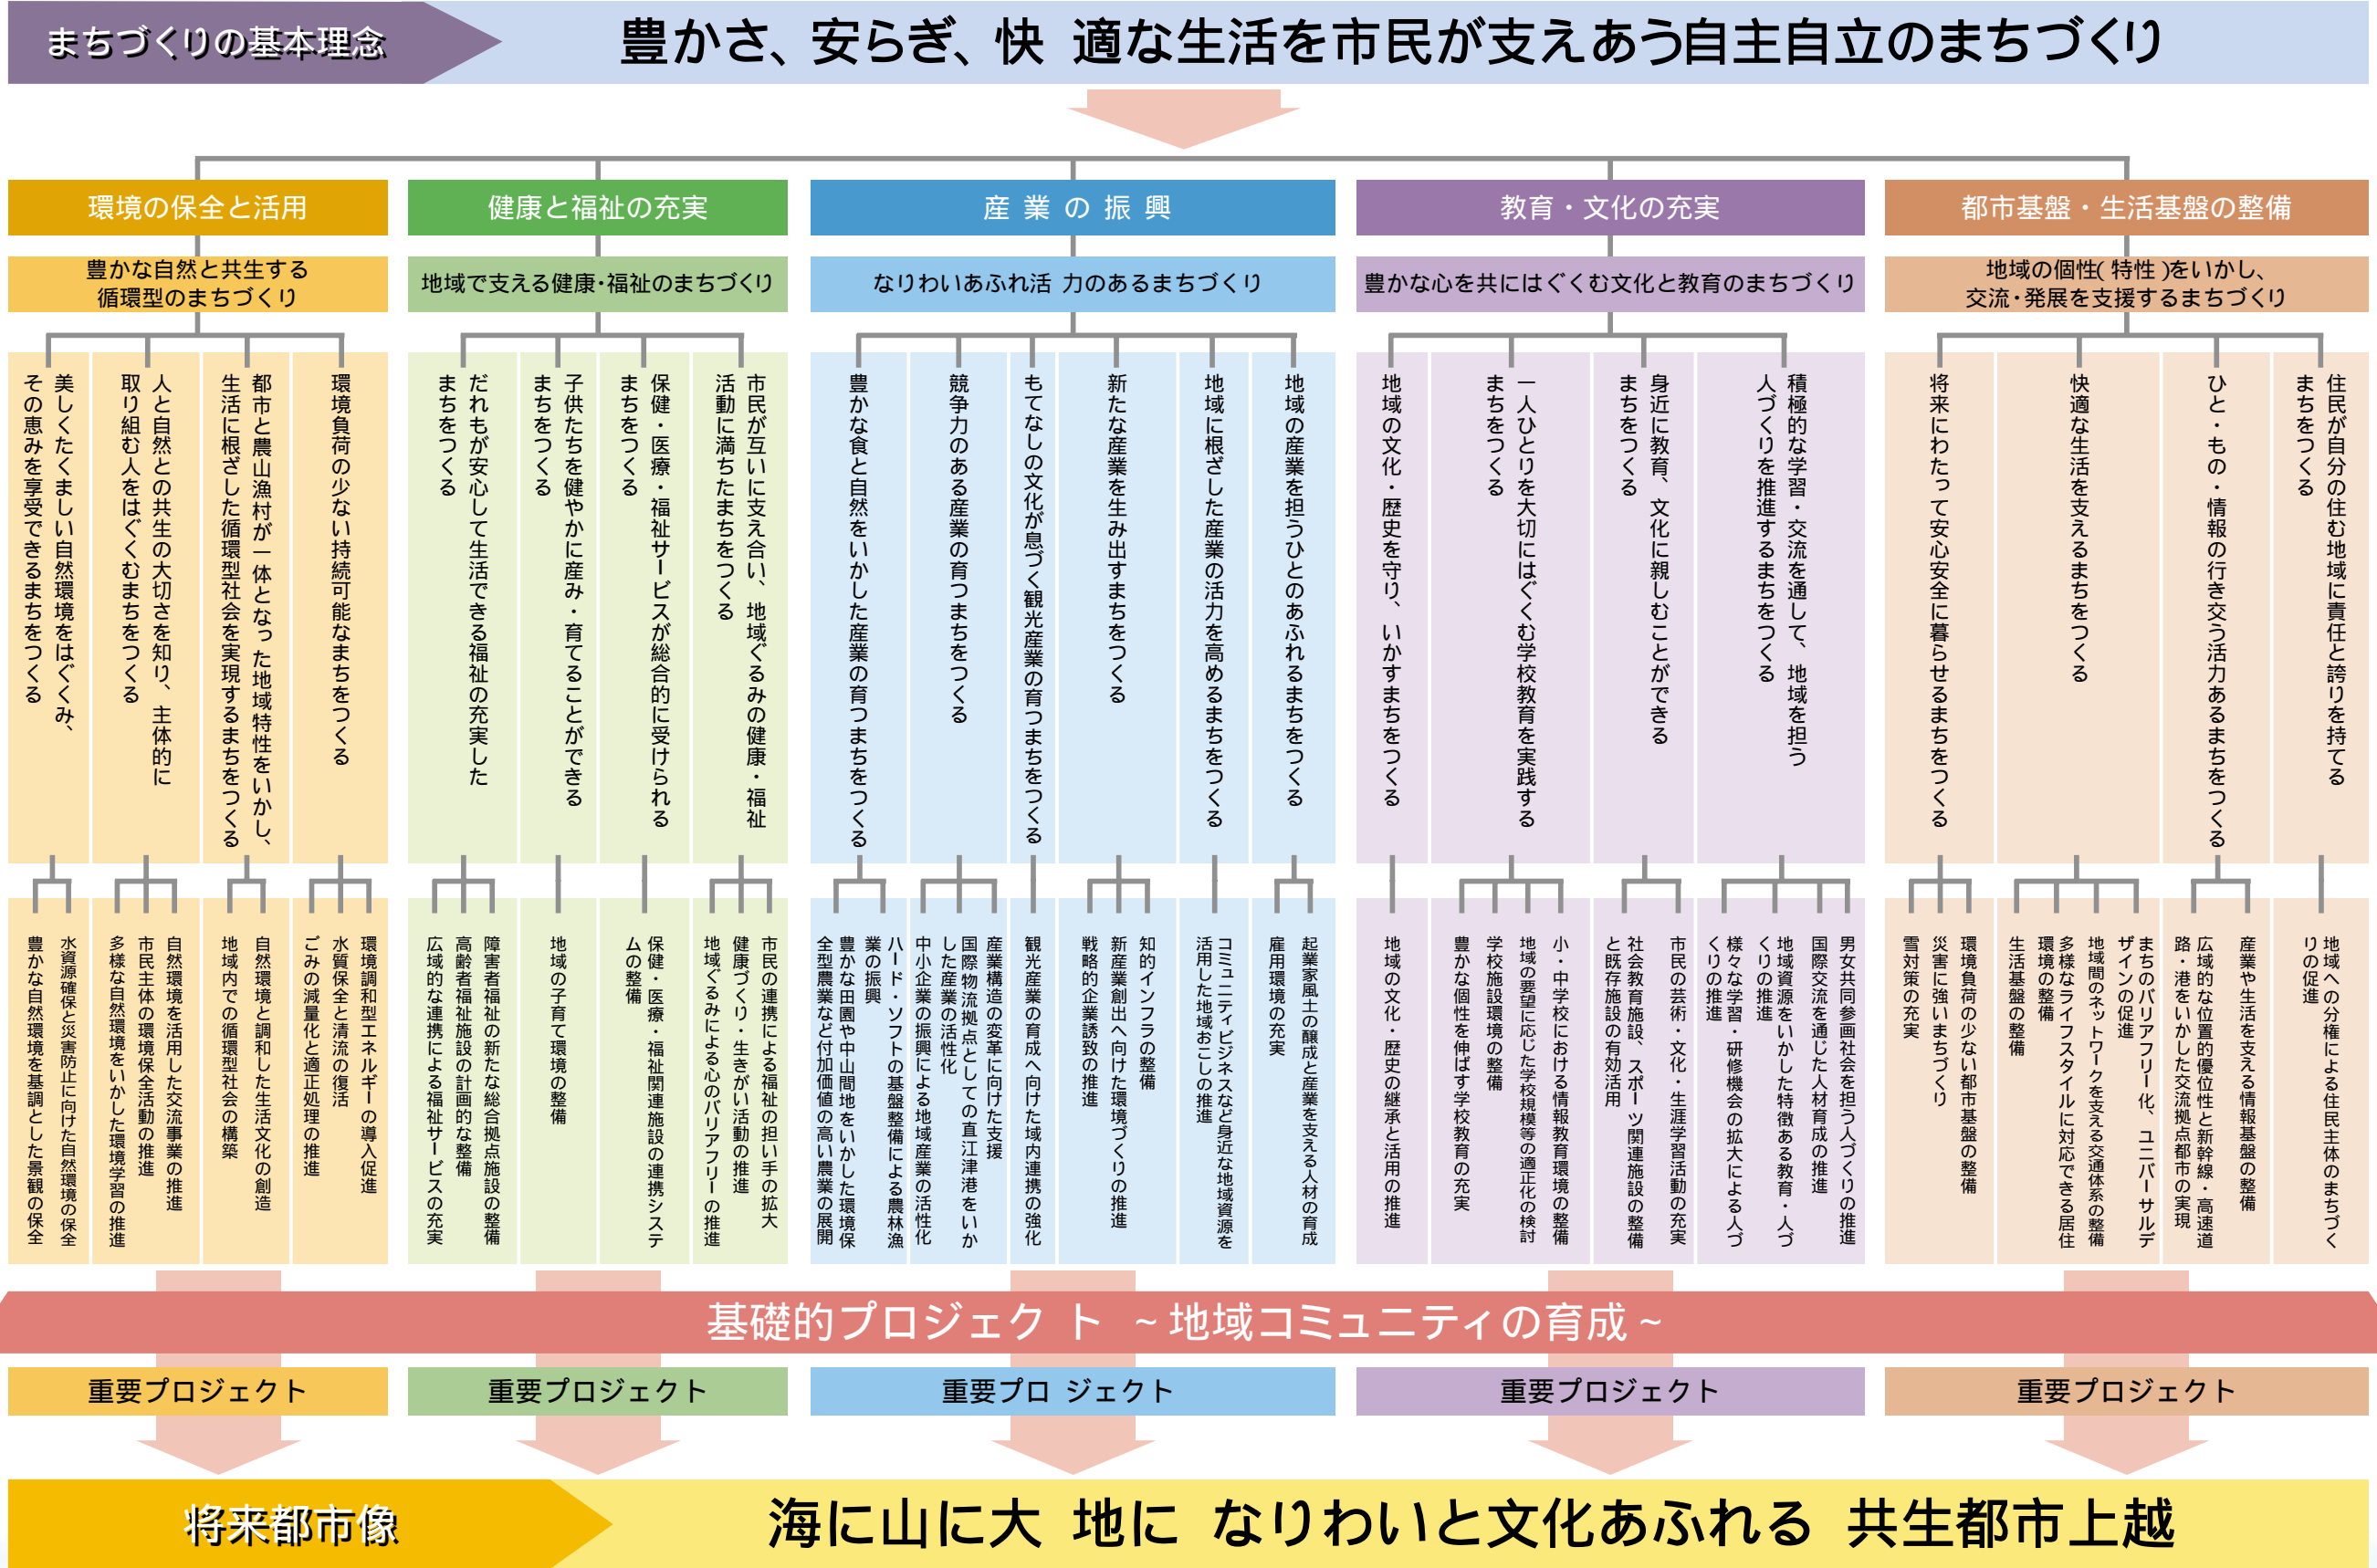 まちづくりの基本理念
豊かさ、安らぎ、快 適な生活を市民が支えあう自主自立のまちづくり
環境の保全と活用
豊かな自然と共生する
循環型のまちづくり
美しくたくましい自然環境をはぐくみ、
その恵みを享受できるまちをつくる
人と自然との共生の大切さを知り、主体的に
取り組む人をはぐくむまちをつくる
都市と農山漁村が一体となった地域特性をいかし、
生活に根ざした循環型社会を実現するまちをつくる
環境負荷の少ない持続可能なまちをつくる
豊かな自然環境を基調とした景観の保全
水資源確保と災害防止に向けた自然環境の保全
多様な自然環境をいかした環境学習の推進
市民主体の環境保全活動の推進
自然環境を活用した交流事業の推進
地域内での循環型社会の構築
自然環境と調和した生活文化の創造
ごみの減量化と適正処理の推進
水質保全と清流の復活
環境調和型エネルギーの導入促進
健康と福祉の充実
地域で支える健康・福祉のまちづくり
だれもが安心して生活できる福祉の充実した
まちをつくる
子供たちを健やかに産み・育てることができる
まちをつくる
保健・医療・福祉サービスが総合的に受けられる
まちをつくる
市民が互いに支え合い、地域ぐるみの健康・福祉
活動に満ちたまちをつくる
広域的な連携による福祉サービスの充実
高齢者福祉施設の計画的な整備
障害者福祉の新たな総合拠点施設の整備
地域の子育て環境の整備
保健・医療・福祉関連施設の連携システ
ムの整備
地域ぐるみによる心のバリアフリーの推進
健康づくり・生きがい活動の推進
市民の連携による福祉の担い手の拡大
産 業 の 振 興
なりわいあふれ活 力のあるまちづくり
豊かな食と自然をいかした産業の育つまちをつくる
競争力のある産業の育つまちをつくる
もてなしの文化が息づく観光産業の育つまちをつくる
新たな産業を生み出すまちをつくる
地域に根ざした産業の活力を高めるまちをつくる
地域の産業を担うひとのあふれるまちをつくる
豊かな田園や中山間地をいかした環境保
全型農業など付加価値の高い農業の展開
ハード・ソフトの基盤整備による農林漁
業の振興
中小企業の振興による地域産業の活性化
国際物流拠点としての直江津港をいか
した産業の活性化
産業構造の変革に向けた支援
観光産業の育成へ向けた域内連携の強化
戦略的企業誘致の推進
新産業創出へ向けた環境づくりの推進
知的インフラの整備
コミュニティビジネスなど身近な地域資源を
活用した地域おこしの推進
雇用環境の充実
起業家風土の醸成と産業を支える人材の育成
教育・文化の充実
豊かな心を共にはぐくむ文化と教育のまちづくり
地域の文化・歴史を守り、いかすまちをつくる
一人ひとりを大切にはぐくむ学校教育を実践する
まちをつくる
身近に教育、文化に親しむことができる
まちをつくる
積極的な学習・交流を通して、地域を担う
人づくりを推進するまちをつくる
地域の文化・歴史の継承と活用の推進
豊かな個性を伸ばす学校教育の充実
学校施設環境の整備
地域の要望に応じた学校規模等の適正化の検討
小・中学校における情報教育環境の整備
社会教育施設、スポーツ関連施設の整備
と既存施設の有効活用
市民の芸術・文化・生涯学習活動の充実
様々な学習・研修機会の拡大による人づ
くりの推進
地域資源をいかした特徴ある教育・人づ
くりの推進
国際交流を通じた人材育成の推進
男女共同参画社会を担う人づくりの推進
都市基盤・生活基盤の整備
地域の個性(特性)をいかし、
交流・発展を支援するまちづくり
将来にわたって安心安全に暮らせるまちをつくる
快適な生活を支えるまちをつくる
ひと・もの・情報の行き交う活力あるまちをつくる
住民が自分の住む地域に責任と誇りを持てる
まちをつくる
雪対策の充実
災害に強いまちづくり
環境負荷の少ない都市基盤の整備
生活基盤の整備
多様なライフスタイルに対応できる居住
環境の整備
地域間のネットワークを支える交通体系の整備
まちのバリアフリー化、ユニバーサルデ
ザインの促進
広域的な位置的優位性と新幹線・高速道
路・港をいかした交流拠点都市の実現
産業や生活を支える情報基盤の整備
地域への分権による住民主体のまちづく
りの促進
基礎的プロジェク ト ~地域コミュニティの育成~
重要プロジェクト
重要プロジェクト
重要プロ ジェクト
重要プロジェクト
重要プロジェクト
将来都市像
海に山に大 地に なりわいと文化あふれる 共生都市上越